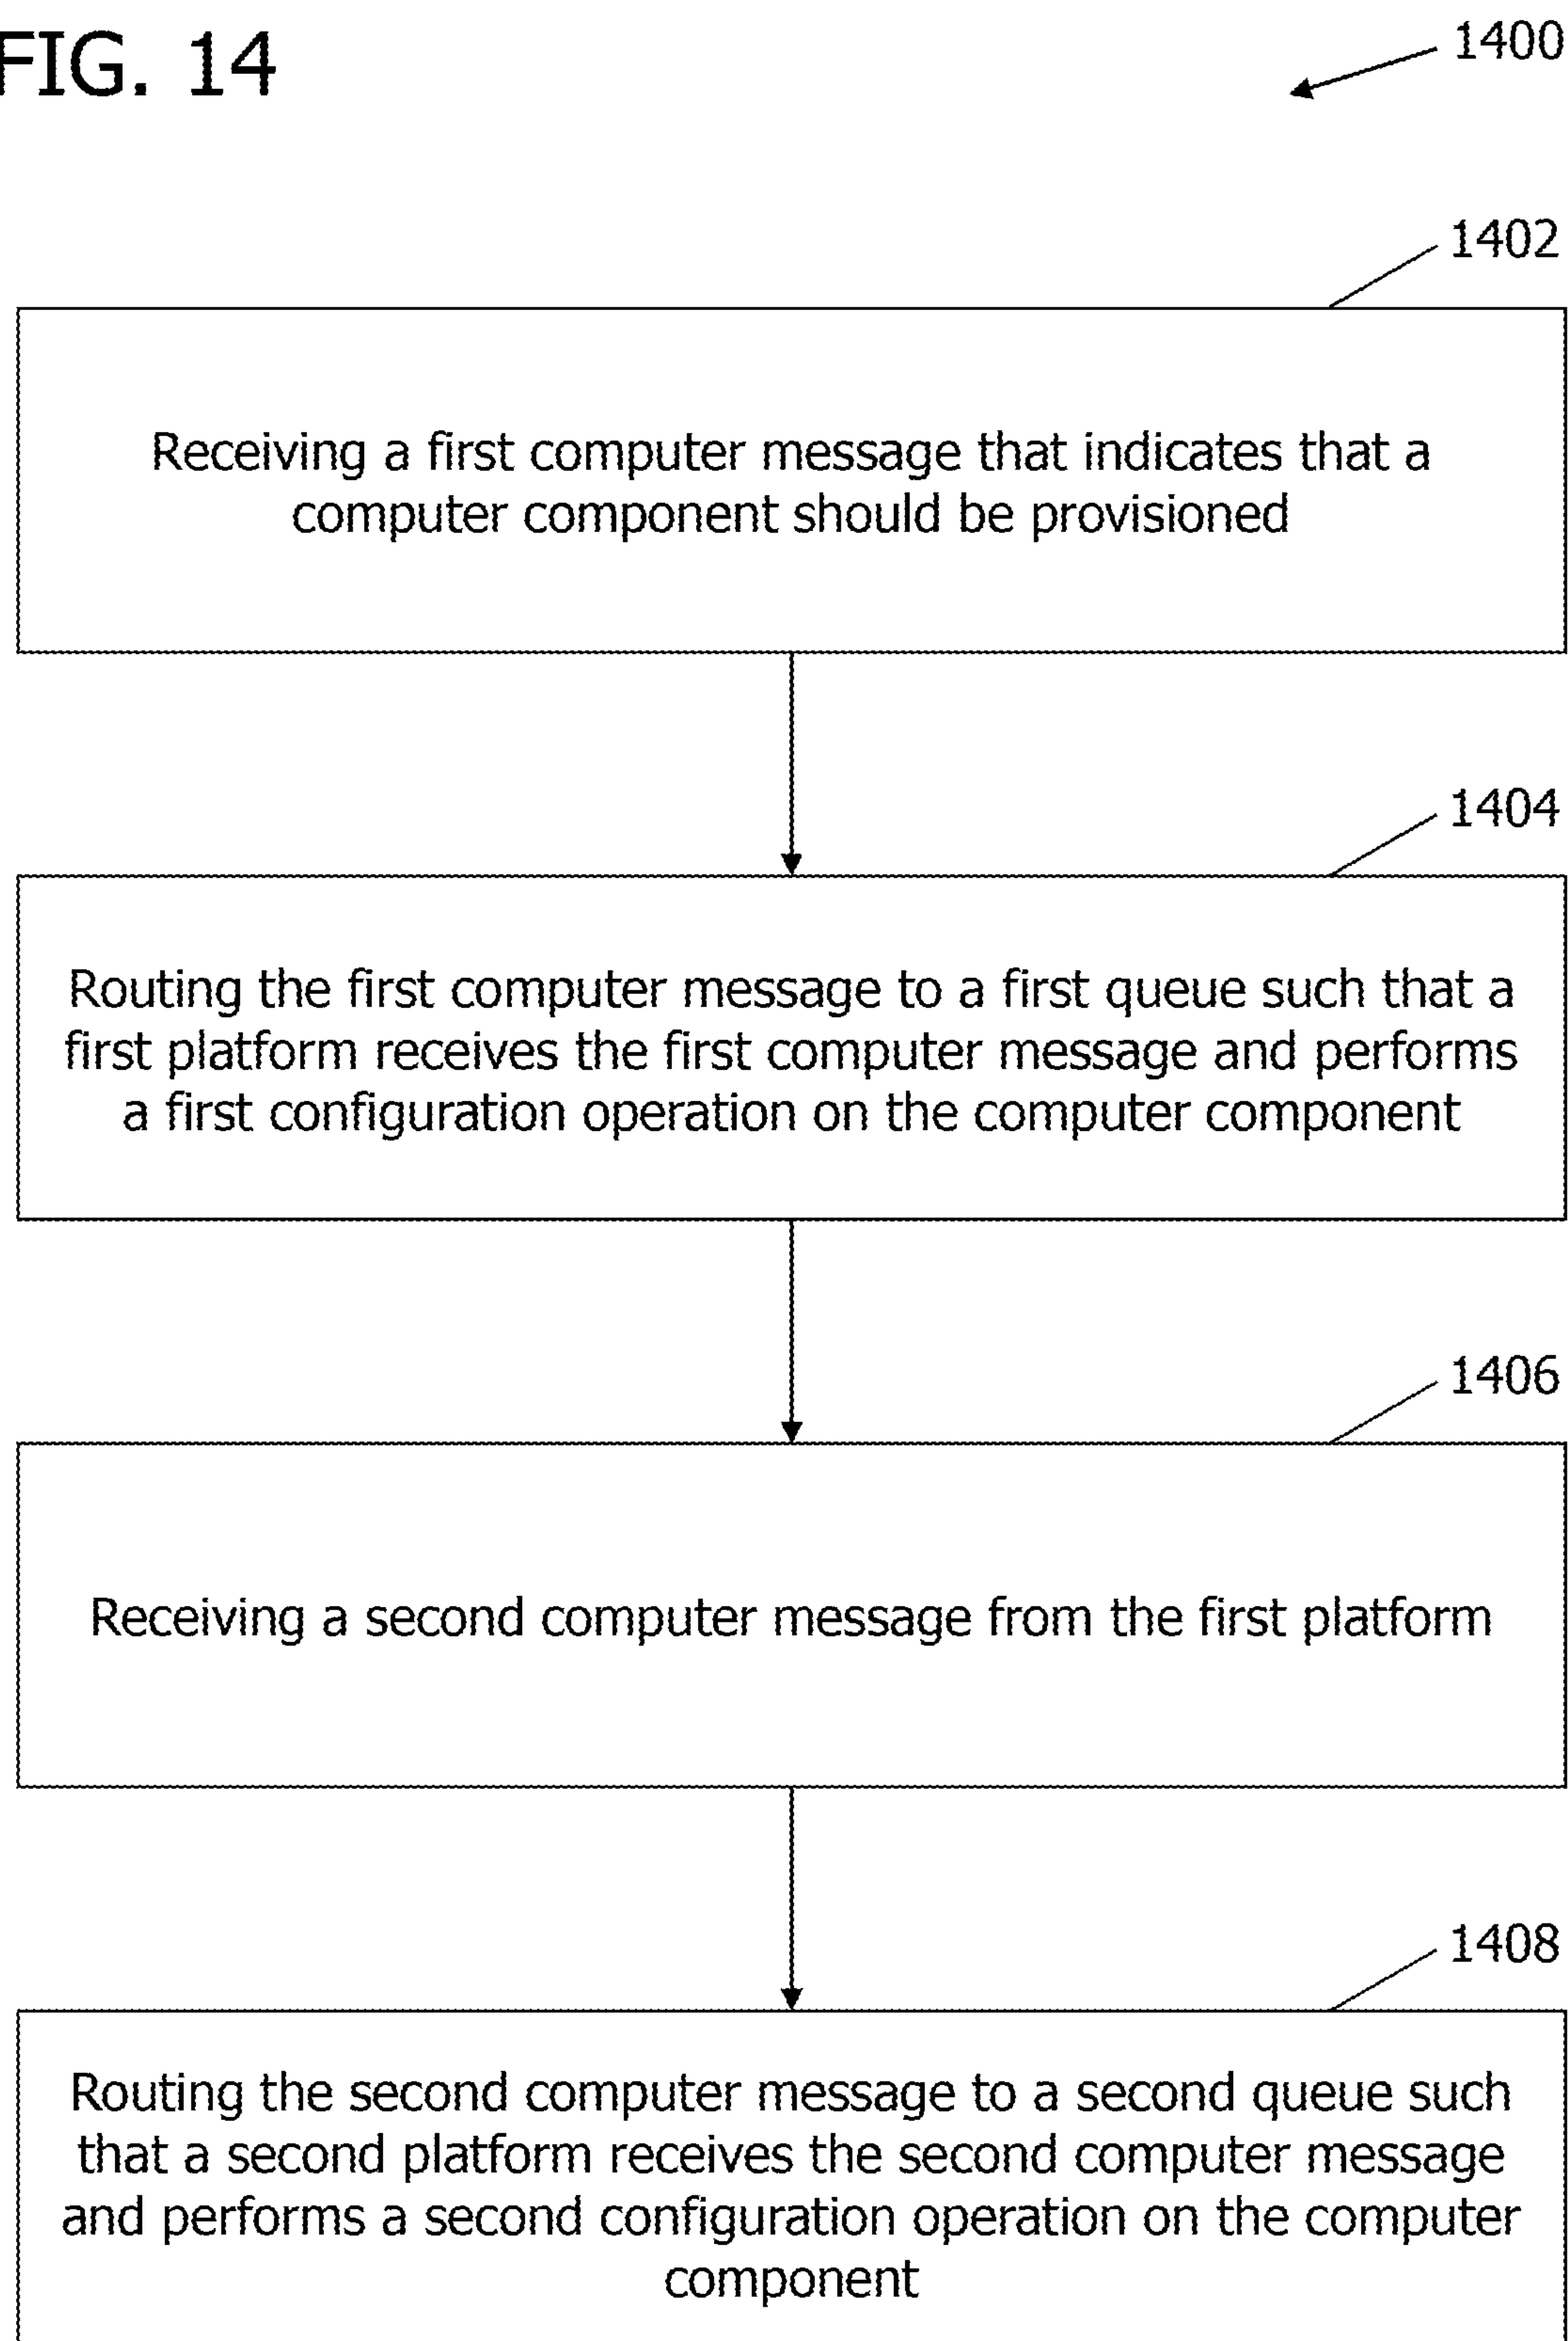 FIG. 14
1400
1402
Receiving a first computer message that indicates that a
computer component should be provisioned
1404
Routing the first computer message to a first queue such that a
first platform receives the first computer message and performs
a first configuration operation on the computer component
1406
Receiving a second computer message from the first platform
1408
Routing the second computer message to a second queue such
that a second platform receives the second computer message
and performs a second configuration operation on the computer
component